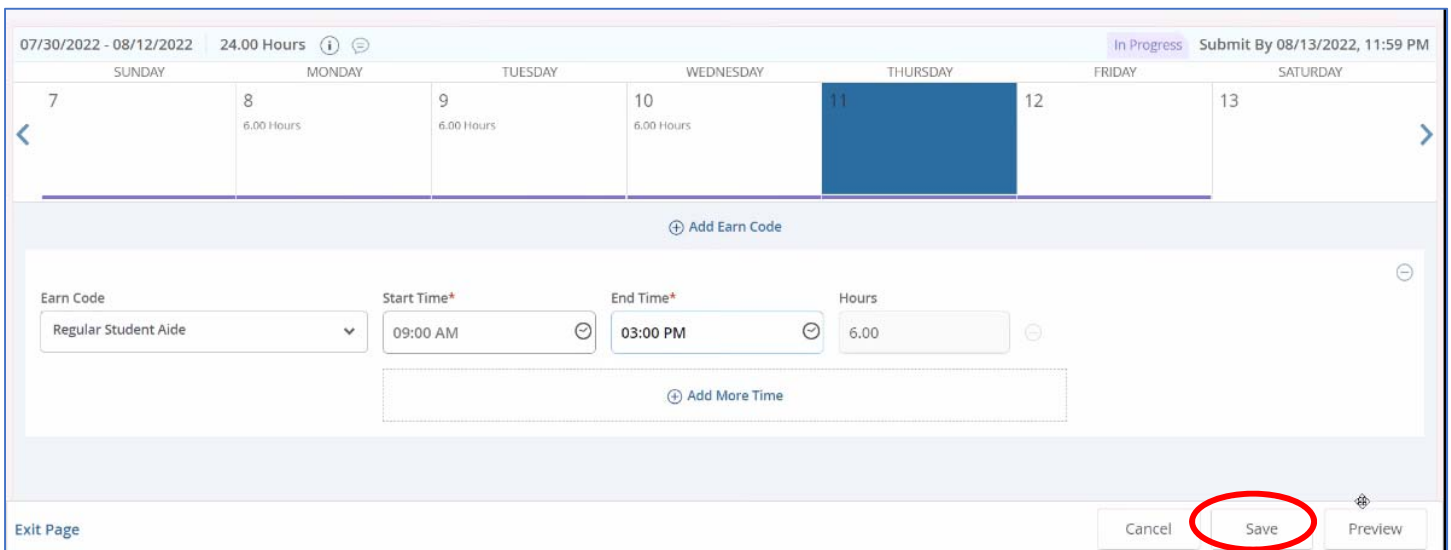 07/30/2022 - 08/12/2022 24.00 Hours In Progress Submit By 08/13/2022, 11:59 PM
SUNDAY MONDAY TUESDAY WEDNESDAY THURSDAY FRIDAY SATURDAY
7 8 9 10 11 12 13
6.00 Hours 6.00 Hours 6.00 Hours
Add Earn Code
Earn Code Start Time* End Time* Hours
Regular Student Aide 09:00 AM 03:00 PM 6.00
Add More Time
Exit Page Cancel Save Preview